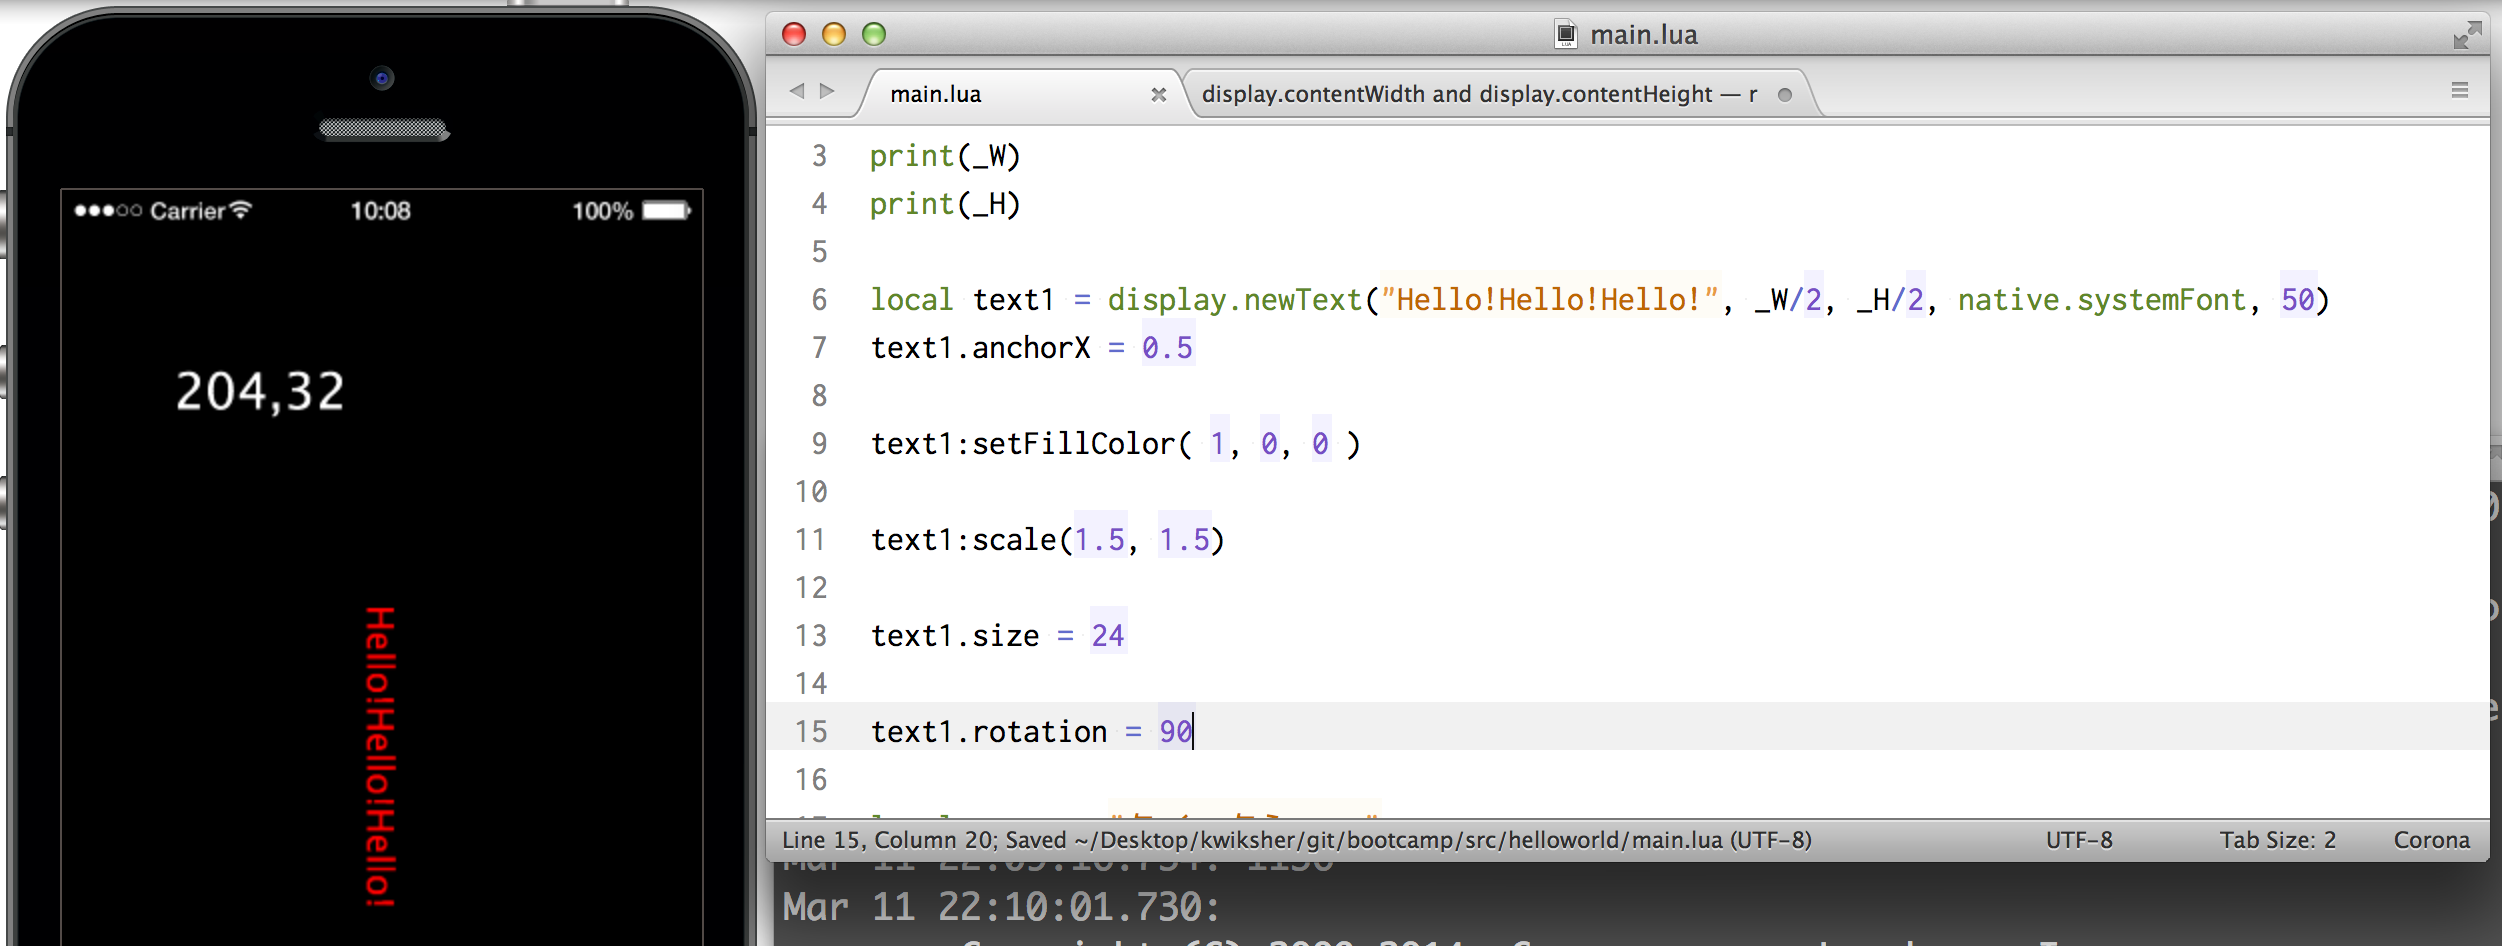 Carrier 10:08 100%
204,32
Hello!Hello!Hello!
main.lua
main.lua
display.contentWidth and display.contentHeight — r
3 print(_W)
4 print(_H)
5
6 local text1 = display.newText("Hello!Hello!Hello!", _W/2, _H/2, native.systemFont, 50)
7 text1.anchorX = 0.5
8
9 text1:setFillColor( 1, 0, 0 )
10
11 text1:scale(1.5, 1.5)
12
13 text1.size = 24
14
15 text1.rotation = 90
16
Line 15, Column 20; Saved ~/Desktop/kwiksher/git/bootcamp/src/helloworld/main.lua (UTF-8) UTF-8 Tab Size: 2 Corona
Mar 11 22:10:01.730: